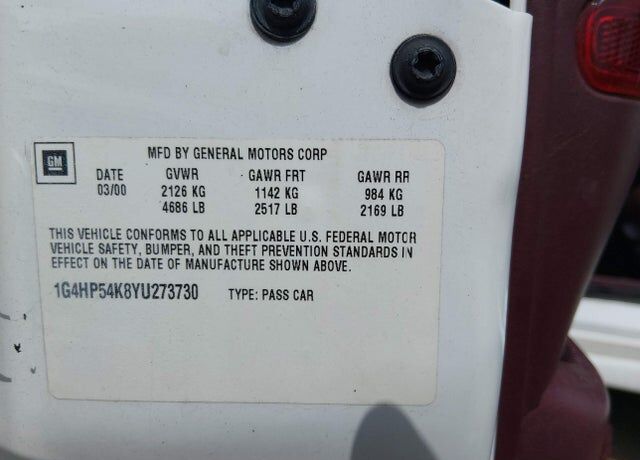 GM
MFD BY GENERAL MOTORS CORP
DATE GVWR GAWR FRT GAWR RR
03/00 2126 KG 1142 KG 984 KG
4686 LB 2517 LB 2169 LB
THIS VEHICLE CONFORMS TO ALL APPLICABLE U.S. FEDERAL MOTOR
VEHICLE SAFETY, BUMPER, AND THEFT PREVENTION STANDARDS IN
EFFECT ON THE DATE OF MANUFACTURE SHOWN ABOVE.
1G4HP54K8YU273730 TYPE: PASS CAR